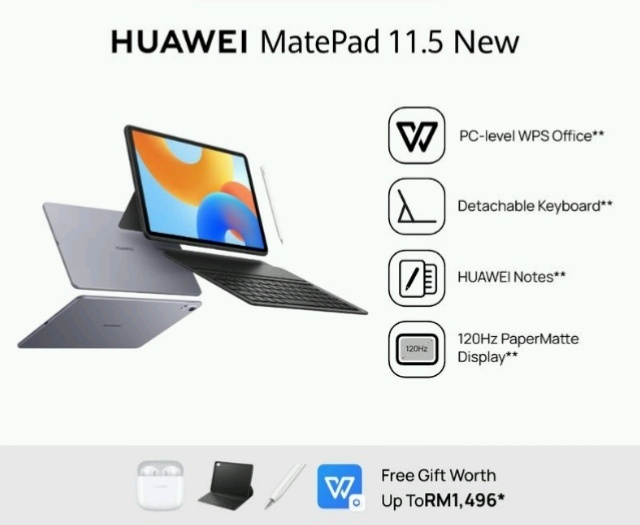 HUAWEI MatePad 11.5 New
PC-level WPS Office**
Detachable Keyboard**
HUAWEI Notes**
120Hz
120Hz PaperMatte
Display**
HUAWEI
Free Gift Worth
Up ToRM1,496*